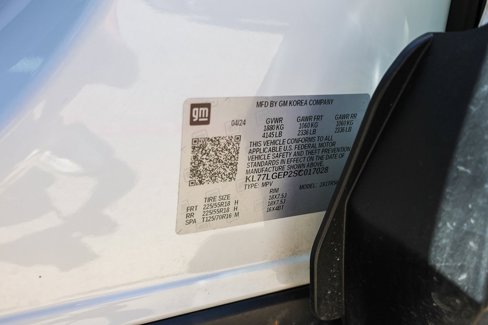 gm
MFD BY GM KOREA COMPANY
04/24 GVWR GAWR FRT GAWR RR
1880 KG 1060 KG 1060 KG
4145 LB 2336 LB 2336 LB
THIS VEHICLE CONFORMS TO ALL
APPLICABLE U.S. FEDERAL MOTOR
VEHICLE SAFETY AND THEFT PREVENTION
STANDARDS IN EFFECT ON THE DATE OF
MANUFACTURE SHOWN ABOVE
KL77LGEP2SC017028
TYPE: MPV MODEL:
TIRE SIZE RIM
FRT 225/55R18 H 18X7.5J
RR 225/55R18 H 18X7.5J
SPA T125/70R16 M 16X4BT